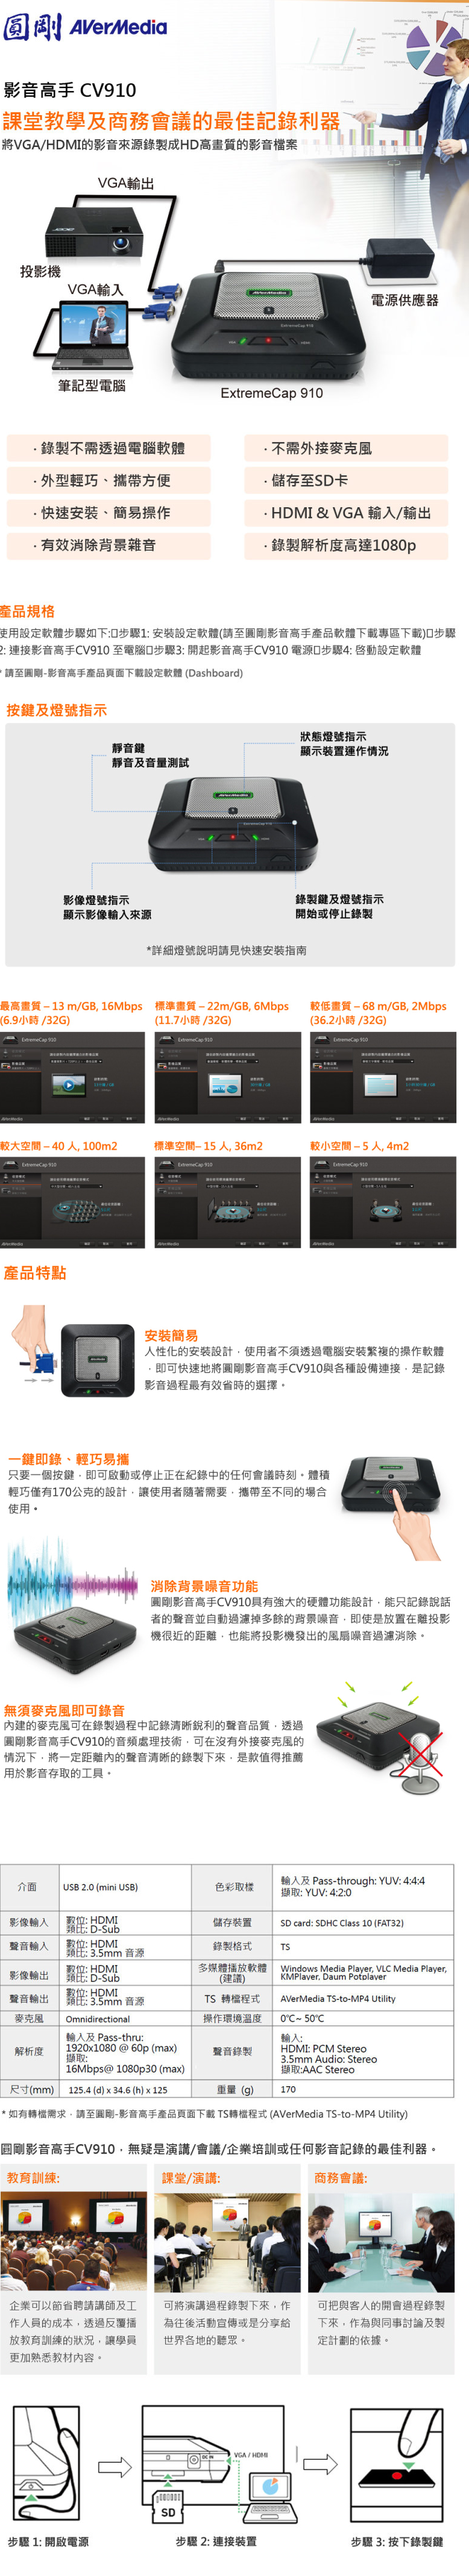 圓剛 AVerMedia
影音高手 CV910
課堂教學及商務會議的最佳記錄利器
將VGA/HDMI的影音來源錄製成HD高畫質的影音檔案
VGA輸出
投影機
VGA輸入
電源供應器
筆記型電腦
AVerMedia
ExtremeCap 910
ExtremeCap 910
· 錄製不需透過電腦軟體
· 不需外接麥克風
· 外型輕巧、攜帶方便
· 儲存至SD卡
· 快速安裝、簡易操作
· HDMI & VGA 輸入/輸出
· 有效消除背景雜音
· 錄製解析度高達1080p
產品規格
使用設定軟體步驟如下:▯步驟1: 安裝設定軟體(請至圓剛影音高手產品軟體下載專區下載)▯步驟
2: 連接影音高手CV910 至電腦▯步驟3: 開起影音高手CV910 電源▯步驟4: 啓動設定軟體
* 請至圓剛-影音高手產品頁面下載設定軟體 (Dashboard)
按鍵及燈號指示
狀態燈號指示
顯示裝置運作情況
靜音鍵
靜音及音量測試
AVerMedia
影像燈號指示
顯示影像輸入來源
錄製鍵及燈號指示
開始或停止錄製
*詳細燈號說明請見快速安裝指南
最高畫質 – 13 m/GB, 16Mbps
(6.9小時 /32G)
標準畫質 – 22m/GB, 6Mbps
(11.7小時 /32G)
較低畫質 – 68 m/GB, 2Mbps
(36.2小時 /32G)
ExtremeCap 910
ExtremeCap 910
ExtremeCap 910
AVerMedia
AVerMedia
AVerMedia
較大空間 – 40 人, 100m2
標準空間– 15 人, 36m2
較小空間 – 5 人, 4m2
ExtremeCap 910
ExtremeCap 910
ExtremeCap 910
AVerMedia
AVerMedia
AVerMedia
產品特點
安裝簡易
人性化的安裝設計，使用者不須透過電腦安裝繁複的操作軟體
，即可快速地將圓剛影音高手CV910與各種設備連接，是記錄
影音過程最有效省時的選擇。
一鍵即錄、輕巧易攜
只要一個按鍵，即可啟動或停止正在紀錄中的任何會議時刻。體積
輕巧僅有170公克的設計，讓使用者隨著需要，攜帶至不同的場合
使用。
消除背景噪音功能
圓剛影音高手CV910具有強大的硬體功能設計，能只記錄說話
者的聲音並自動過濾掉多餘的背景噪音，即使是放置在離投影
機很近的距離，也能將投影機發出的風扇噪音過濾消除。
無須麥克風即可錄音
內建的麥克風可在錄製過程中記錄清晰銳利的聲音品質，透過
圓剛影音高手CV910的音頻處理技術，可在沒有外接麥克風的
情況下，將一定距離內的聲音清晰的錄製下來，是款值得推薦
用於影音存取的工具。
介面 USB 2.0 (mini USB)
色彩取樣 輸入及 Pass-through: YUV: 4:4:4
擷取: YUV: 4:2:0
影像輸入 數位: HDMI
類比: D-Sub
儲存裝置 SD card: SDHC Class 10 (FAT32)
聲音輸入 數位: HDMI
類比: 3.5mm 音源
錄製格式 TS
影像輸出 數位: HDMI
類比: D-Sub
多媒體播放軟體
(建議)
Windows Media Player, VLC Media Player,
KMPlayer, Daum Potplayer
聲音輸出 數位: HDMI
類比: 3.5mm 音源
TS 轉檔程式 AVerMedia TS-to-MP4 Utility
麥克風 Omnidirectional
操作環境溫度 0℃~ 50℃
解析度 輸入及 Pass-thru:
1920x1080 @ 60p (max)
擷取:
16Mbps@ 1080p30 (max)
聲音錄製 輸入:
HDMI: PCM Stereo
3.5mm Audio: Stereo
擷取:AAC Stereo
尺寸(mm) 125.4 (d) x 34.6 (h) x 125
重量 (g) 170
* 如有轉檔需求，請至圓剛-影音高手產品頁面下載 TS轉檔程式 (AVerMedia TS-to-MP4 Utility)
圓剛影音高手CV910，無疑是演講/會議/企業培訓或任何影音記錄的最佳利器。
教育訓練:
課堂/演講:
商務會議:
企業可以節省聘請講師及工
作人員的成本，透過反覆播
放教育訓練的狀況，讓學員
更加熟悉教材內容。
可將演講過程錄製下來，作
為往後活動宣傳或是分享給
世界各地的聽眾。
可把與客人的開會過程錄製
下來，作為與同事討論及製
定計劃的依據。
DC IN
VGA / HDMI
SD
步驟 1: 開啟電源
步驟 2: 連接裝置
步驟 3: 按下錄製鍵